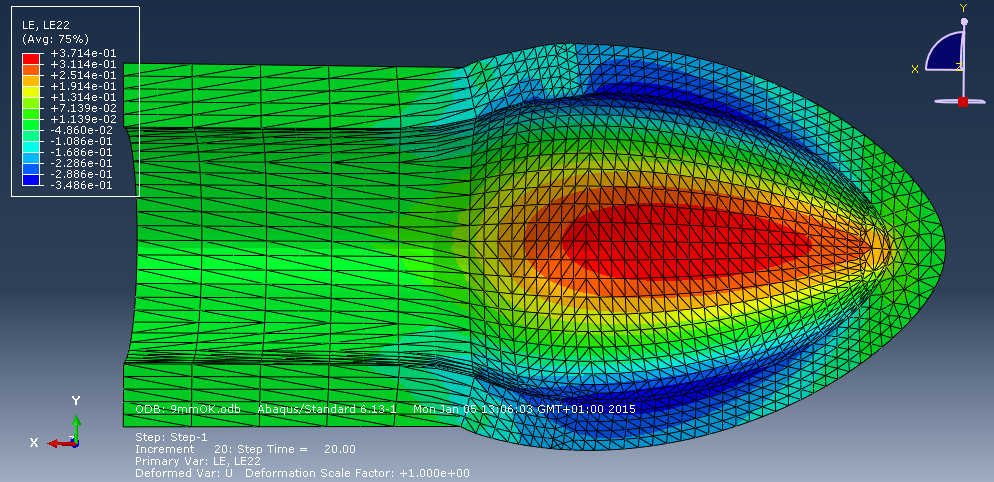 LE, LE22
(Avg: 75%)
+3.714e-01
+3.114e-01
+2.514e-01
+1.914e-01
+1.314e-01
+7.139e-02
+1.139e-02
-4.860e-02
-1.086e-01
-1.686e-01
-2.286e-01
-2.886e-01
-3.486e-01
Y
X
Z
Y
X
Z
ODB: 9mmOK.odb Abaqus/Standard 6.13-1 Mon Jan 05 13:06:03 GMT+01:00 2015
Step: Step-1
Increment 20: Step Time = 20.00
Primary Var: LE, LE22
Deformed Var: U Deformation Scale Factor: +1.000e+00